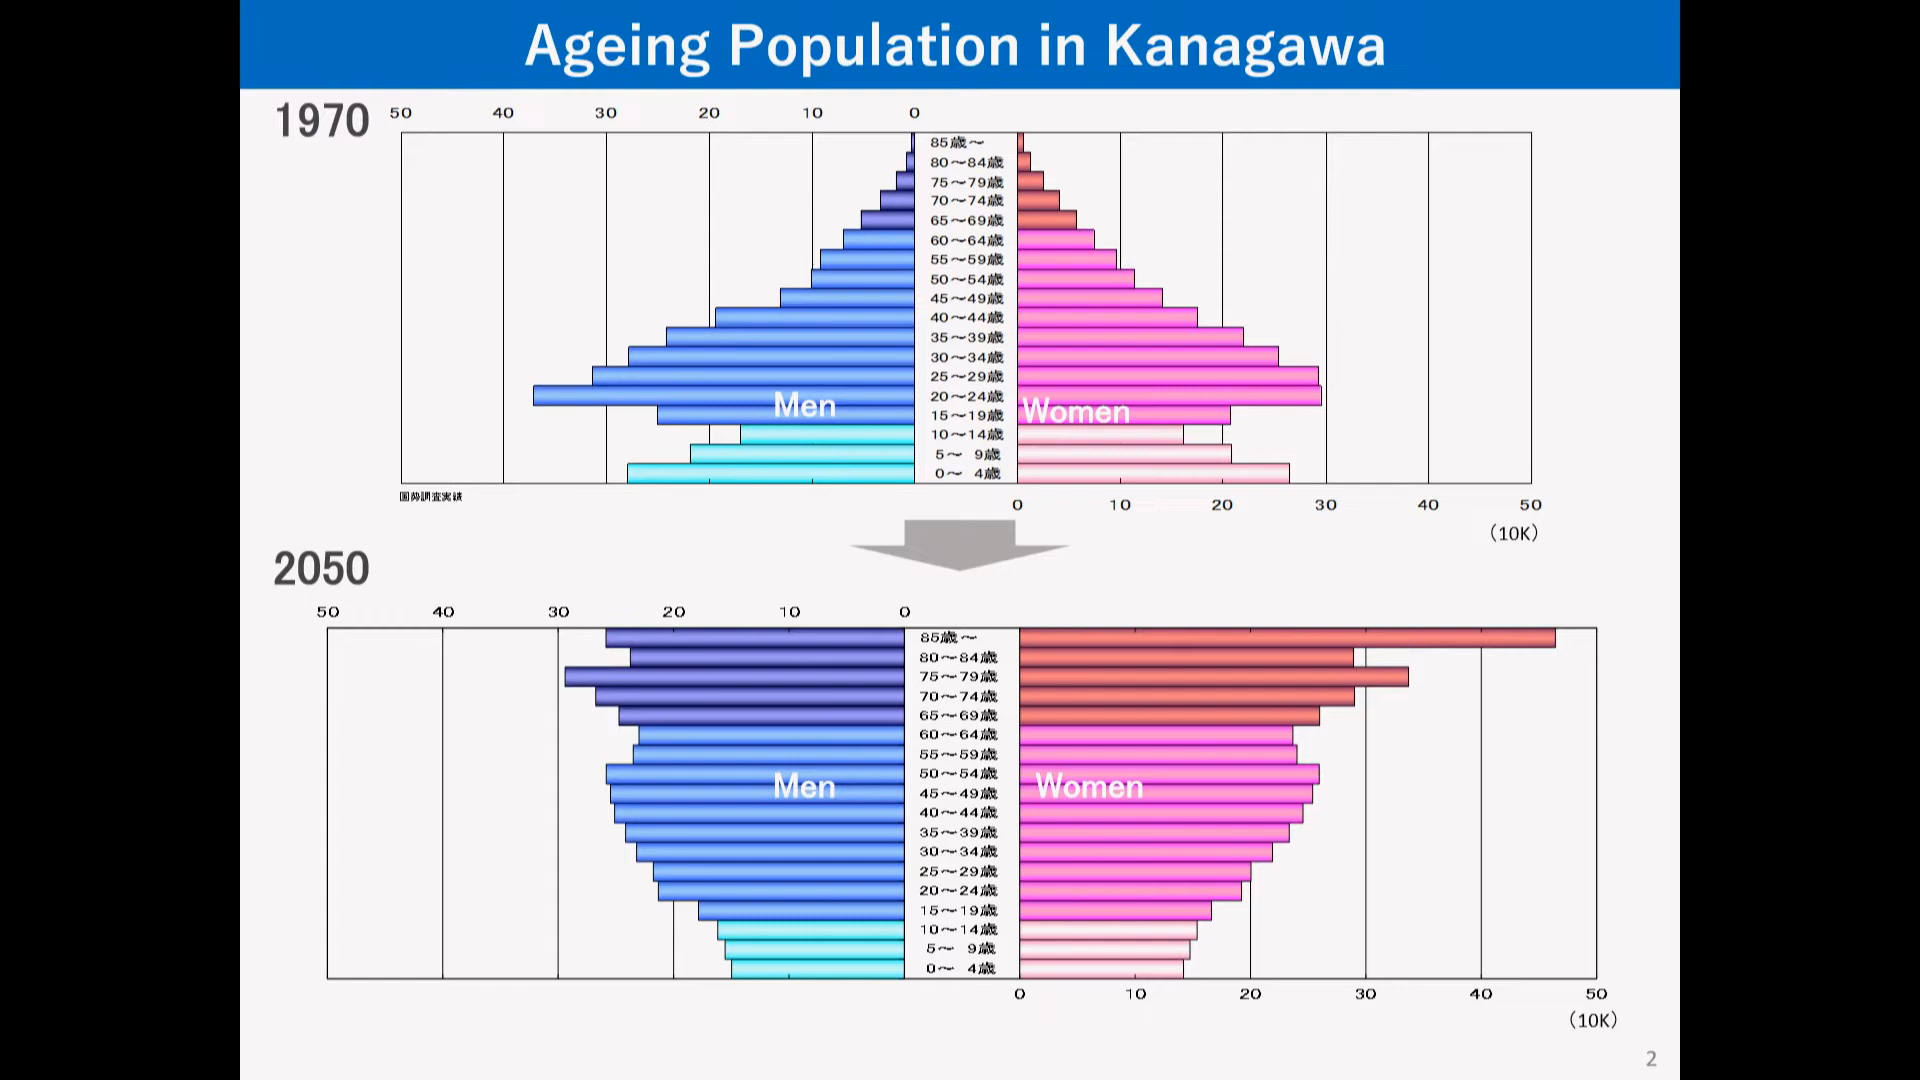 Ageing Population in Kanagawa
1970
50 40 30 20 10 0
85歳～
80～84歳
75～79歳
70～74歳
65～69歳
60～64歳
55～59歳
50～54歳
45～49歳
40～44歳
35～39歳
30～34歳
25～29歳
20～24歳
Men
Women
15～19歳
10～14歳
5～ 9歳
0～ 4歳
国勢調査実績
0 10 20 30 40 50
（10K）
2050
50 40 30 20 10 0
85歳～
80～84歳
75～79歳
70～74歳
65～69歳
60～64歳
55～59歳
50～54歳
Men
Women
45～49歳
40～44歳
35～39歳
30～34歳
25～29歳
20～24歳
15～19歳
10～14歳
5～ 9歳
0～ 4歳
0 10 20 30 40 50
（10K）
2